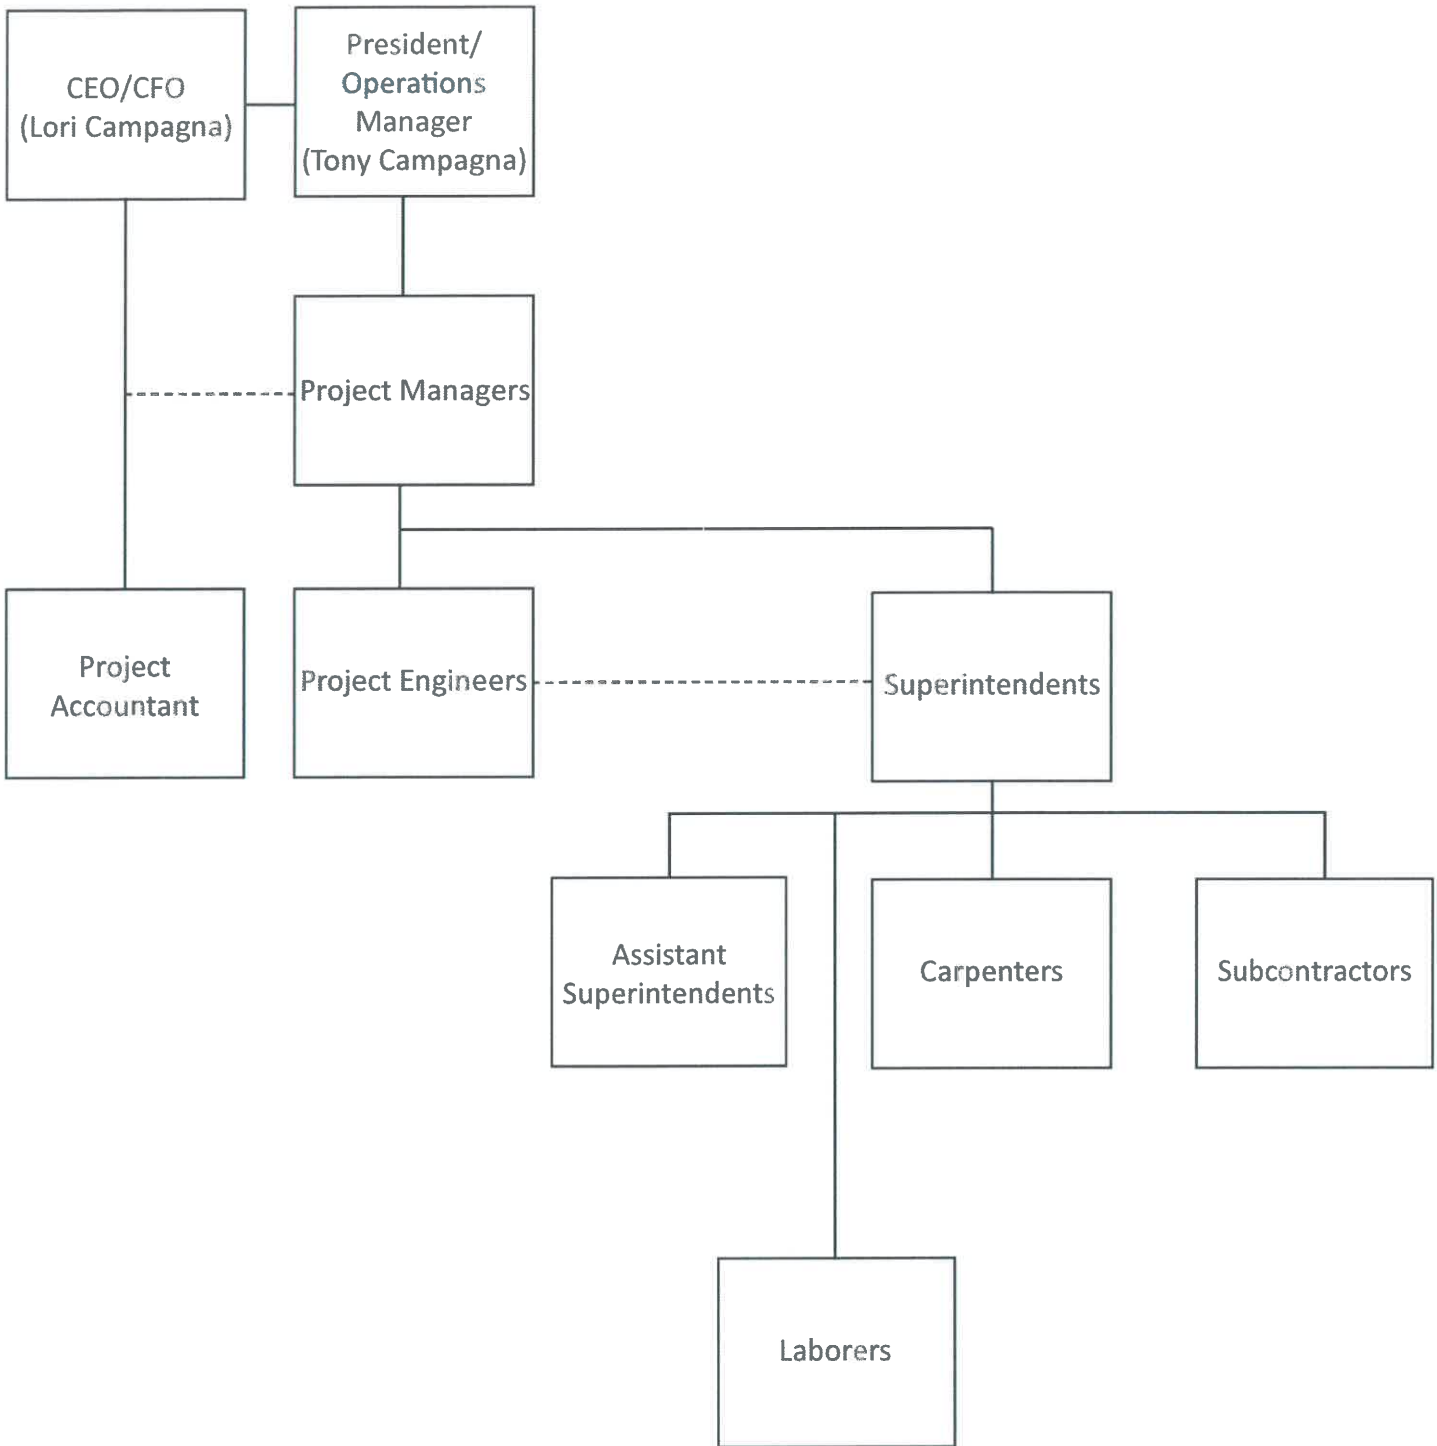 CEO/CFO
(Lori Campagna)
President/
Operations
Manager
(Tony Campagna)
Project Managers
Project
Accountant
Project Engineers
Superintendents
Assistant
Superintendents
Carpenters
Subcontractors
Laborers